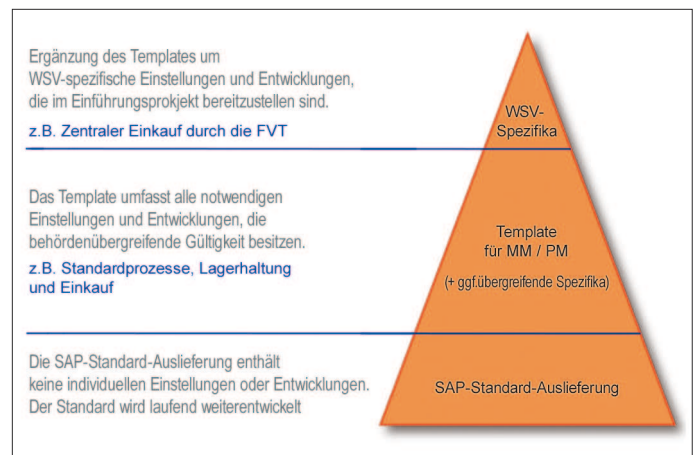 Ergänzung des Templates um
WSV-spezifische Einstellungen und Entwicklungen,
die im Einführungsprokjekt bereitzustellen sind.
z.B. Zentraler Einkauf durch die FVT
WSV-
Spezifika
Das Template umfasst alle notwendigen
Einstellungen und Entwicklungen, die
behördenübergreifende Gültigkeit besitzen.
z.B. Standardprozesse, Lagerhaltung
und Einkauf
Template
für MM / PM
(+ ggf.übergreifende Spezifika)
Die SAP-Standard-Auslieferung enthält
keine individuellen Einstellungen oder Entwicklungen.
Der Standard wird laufend weiterentwickelt
SAP-Standard-Auslieferung